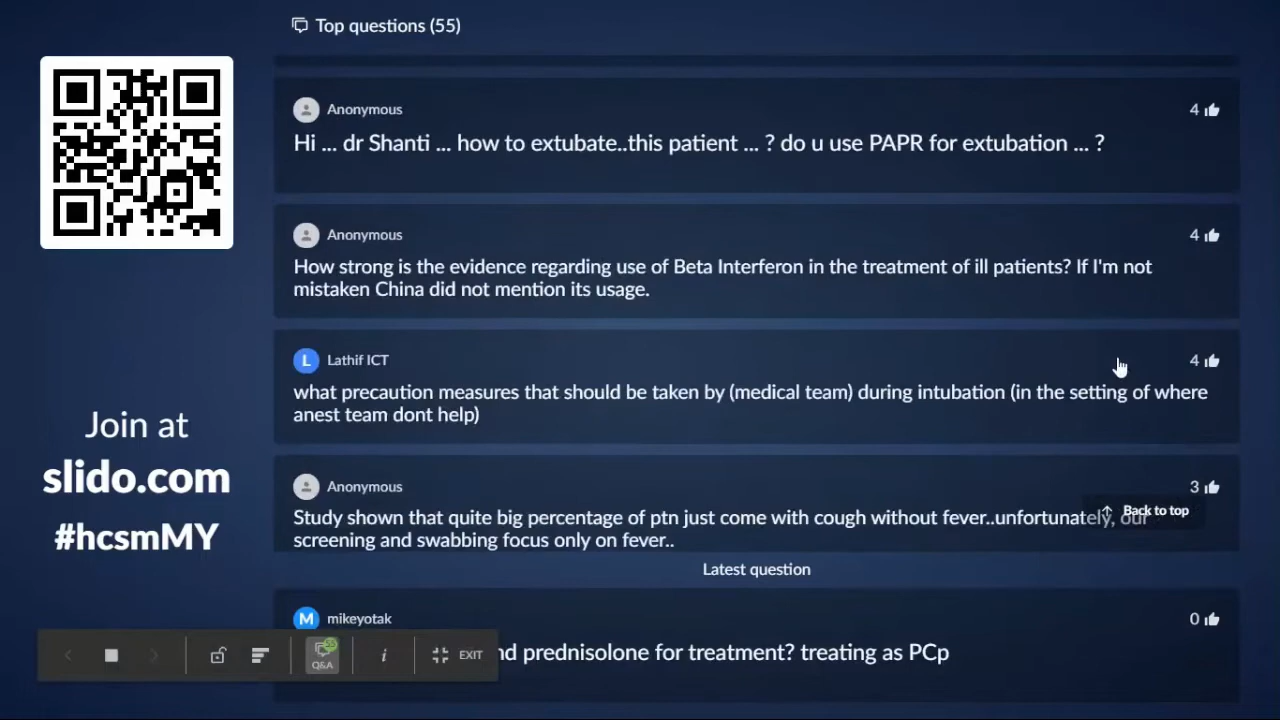 Top questions (55)
Anonymous
4
Hi ... dr Shanti ... how to extubate..this patient ... ? do u use PAPR for extubation ... ?
Anonymous
4
How strong is the evidence regarding use of Beta Interferon in the treatment of ill patients? If I'm not
mistaken China did not mention its usage.
L
Lathif ICT
4
what precaution measures that should be taken by (medical team) during intubation (in the setting of where
anest team dont help)
Anonymous
3
Study shown that quite big percentage of ptn just come with cough without fever..unfortunately, our
screening and swabbing focus only on fever..
Back to top
Latest question
M
mikeyotak
0
nd prednisolone for treatment? treating as PCp
Join at
slido.com
#hcsmMY
55
Q&A
i
EXIT